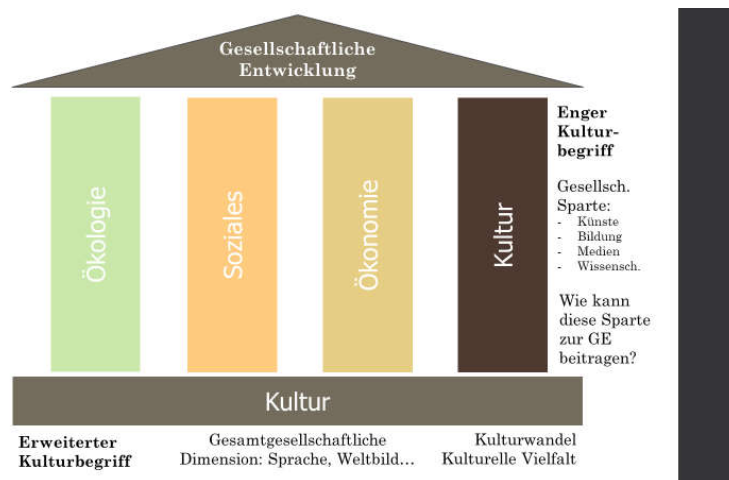 Gesellschaftliche
Entwicklung
Ökologie
Soziales
Ökonomie
Kultur
Enger
Kultur-
begriff
Gesellsch.
Sparte:
- Künste
- Bildung
- Medien
- Wissensch.
Wie kann
diese Sparte
zur GE
beitragen?
Kultur
Erweiterter
Kulturbegriff
Gesamtgesellschaftliche
Dimension: Sprache, Weltbild...
Kulturwandel
Kulturelle Vielfalt